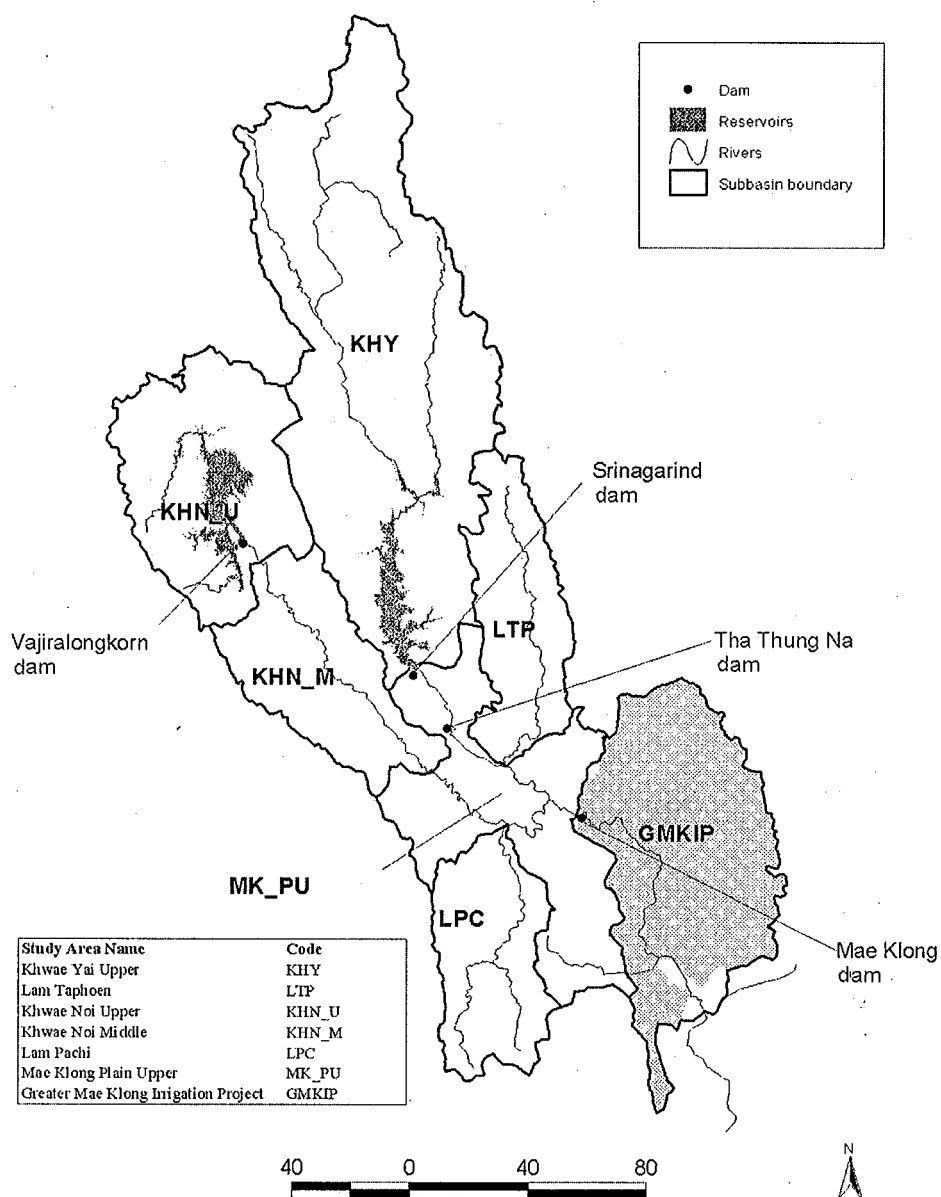 Dam
Reservoirs
Rivers
Subbasin boundary
KHY
Srinagarind
dam
KHN_U
LTP
Vajiralongkorn
dam
Tha Thung Na
dam
KHN_M
GMKIP
MK_PU
LPC
Mae Klong
dam
Study Area Name Code
Khwae Yai Upper KHY
Lam Taphoen LTP
Khwae Noi Upper KHN_U
Khwae Noi Middle KHN_M
Lam Pachi LPC
Mae Klong Plain Upper MK_PU
Greater Mae Klong Irrigation Project GMKIP
N
40 0 40 80